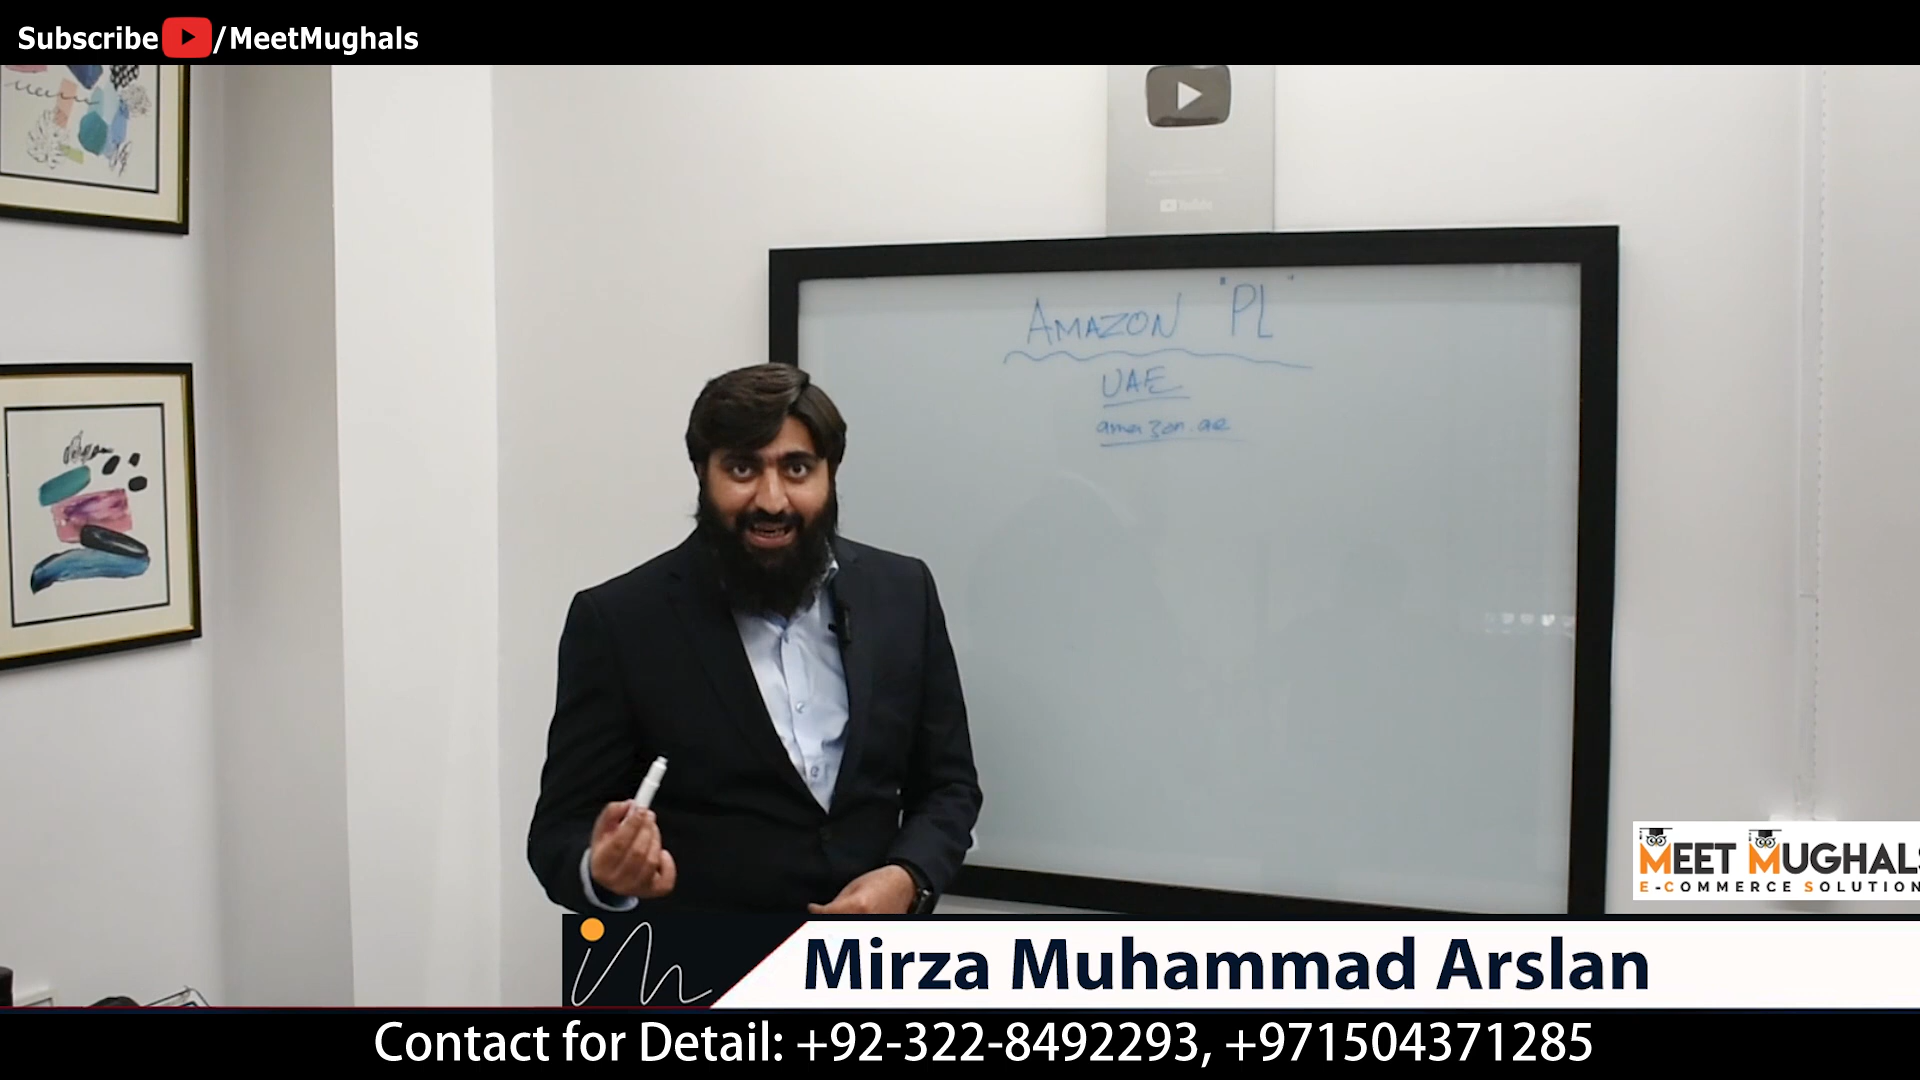 Subscribe /MeetMughals
YouTube
AMAZON "PL"
UAE
amazon.ae
MEET MUGHALS
E-COMMERCE SOLUTION
Mirza Muhammad Arslan
Contact for Detail: +92-322-8492293, +971504371285